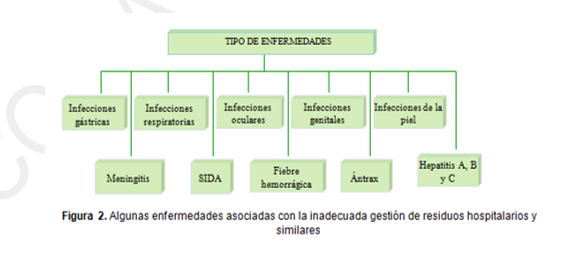 TIPO DE ENFERMEDADES
Infecciones
gástricas
Infecciones
respiratorias
Infecciones
oculares
Infecciones
genitales
Infecciones de la
piel
Meningitis
SIDA
Fiebre
hemorrágica
Ántrax
Hepatitis A, B
y C
Figura 2. Algunas enfermedades asociadas con la inadecuada gestión de residuos hospitalarios y
similares